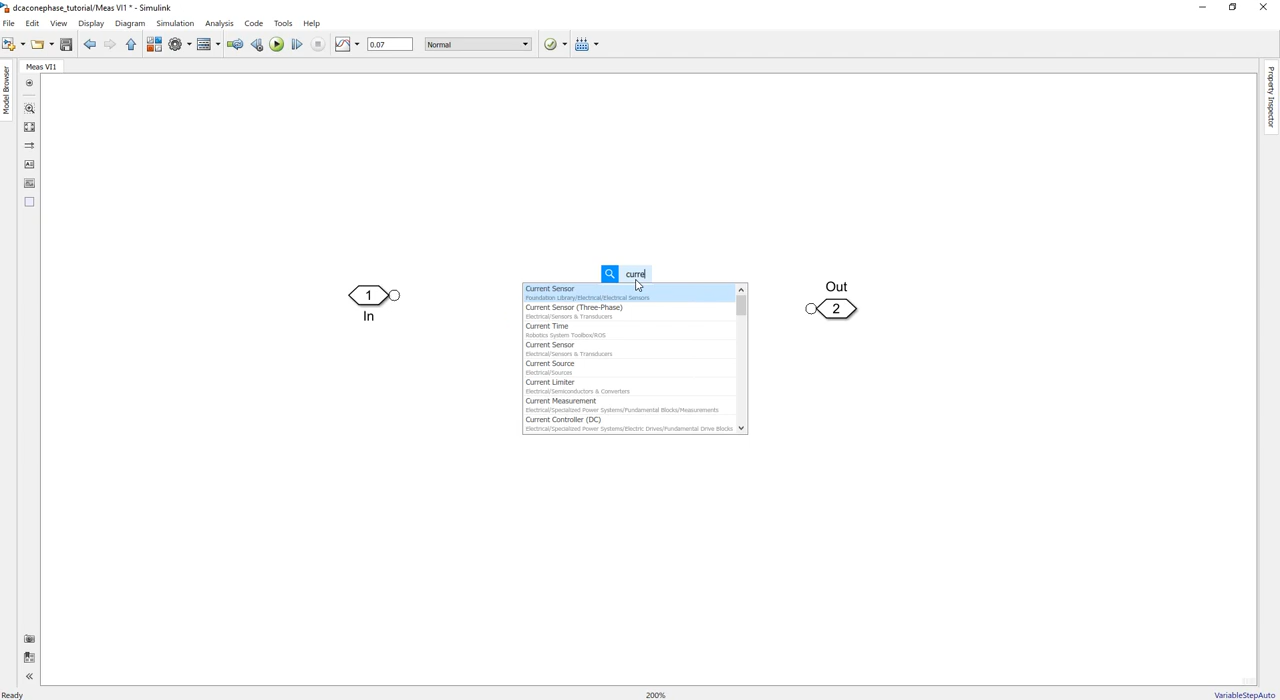 dcaconephase_tutorial/Meas VI1 * - Simulink
File Edit View Display Diagram Simulation Analysis Code Tools Help
0.07 Normal
Meas VI1
Model Browser
Property Inspector
curre
Current Sensor
Foundation Library/Electrical/Electrical Sensors
Current Sensor (Three-Phase)
Electrical/Sensors & Transducers
Current Time
Robotics System Toolbox/ROS
Current Sensor
Electrical/Sensors & Transducers
Current Source
Electrical/Sources
Current Limiter
Electrical/Semiconductors & Converters
Current Measurement
Electrical/Specialized Power Systems/Fundamental Blocks/Measurements
Current Controller (DC)
Electrical/Specialized Power Systems/Electric Drives/Fundamental Drive Blocks
1
In
Out
2
Ready 200% VariableStepAuto